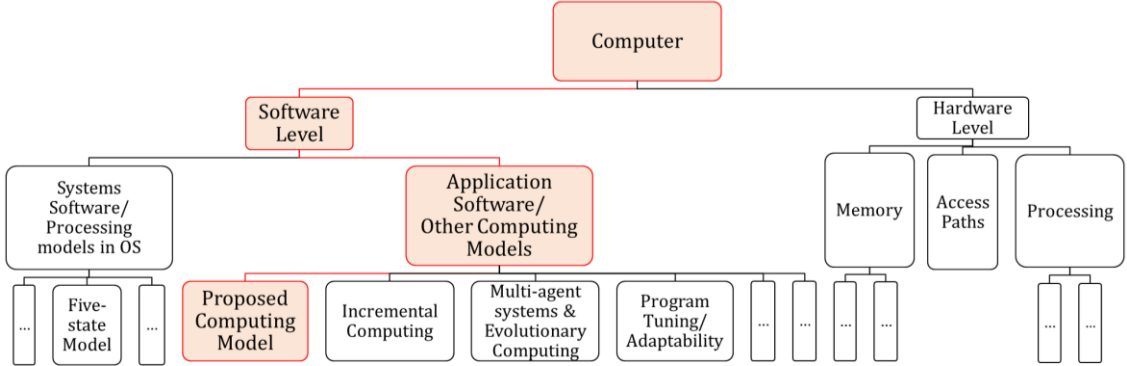 Computer
Software
Level
Hardware
Level
Systems
Software/
Processing
models in OS
Application
Software/
Other Computing
Models
Memory
Access
Paths
Processing
...
Five-
state
Model
...
Proposed
Computing
Model
Incremental
Computing
Multi-agent
systems &
Evolutionary
Computing
Program
Tuning/
Adaptability
...
...
...
...
...
...